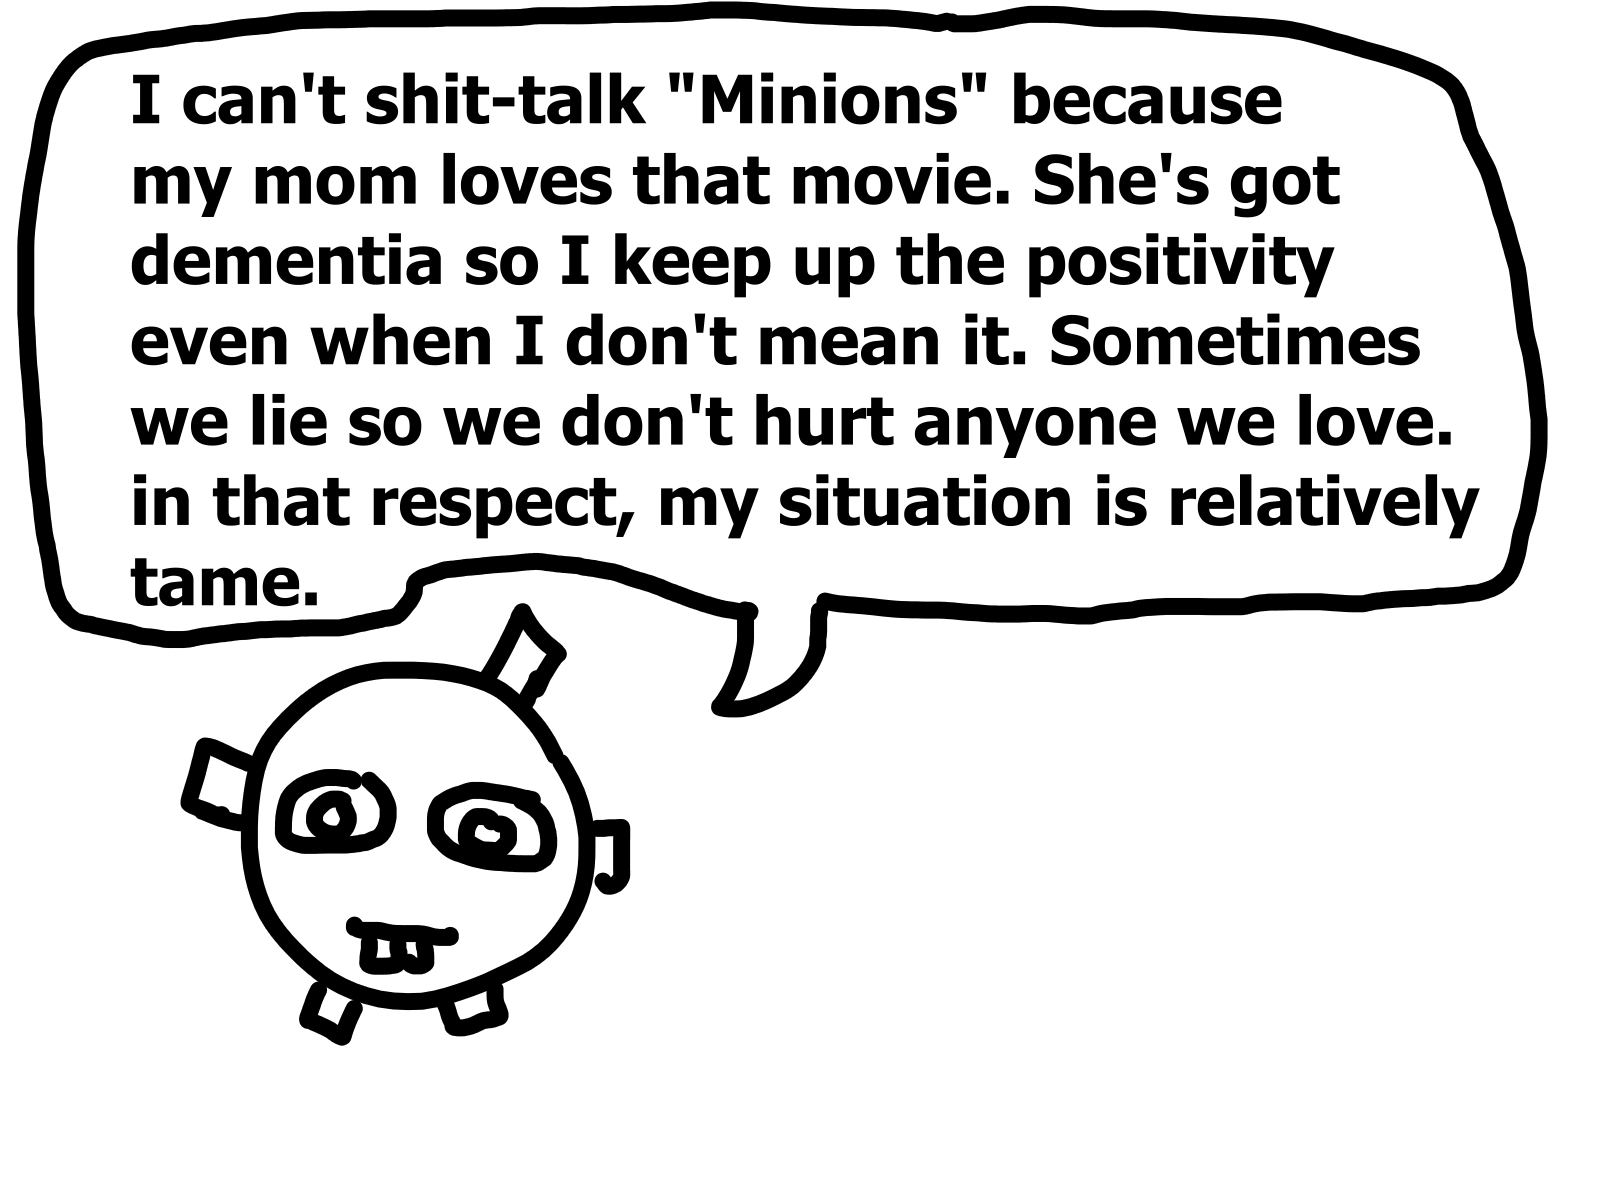 I can't shit-talk "Minions" because
my mom loves that movie. She's got
dementia so I keep up the positivity
even when I don't mean it. Sometimes
we lie so we don't hurt anyone we love.
in that respect, my situation is relatively
tame.